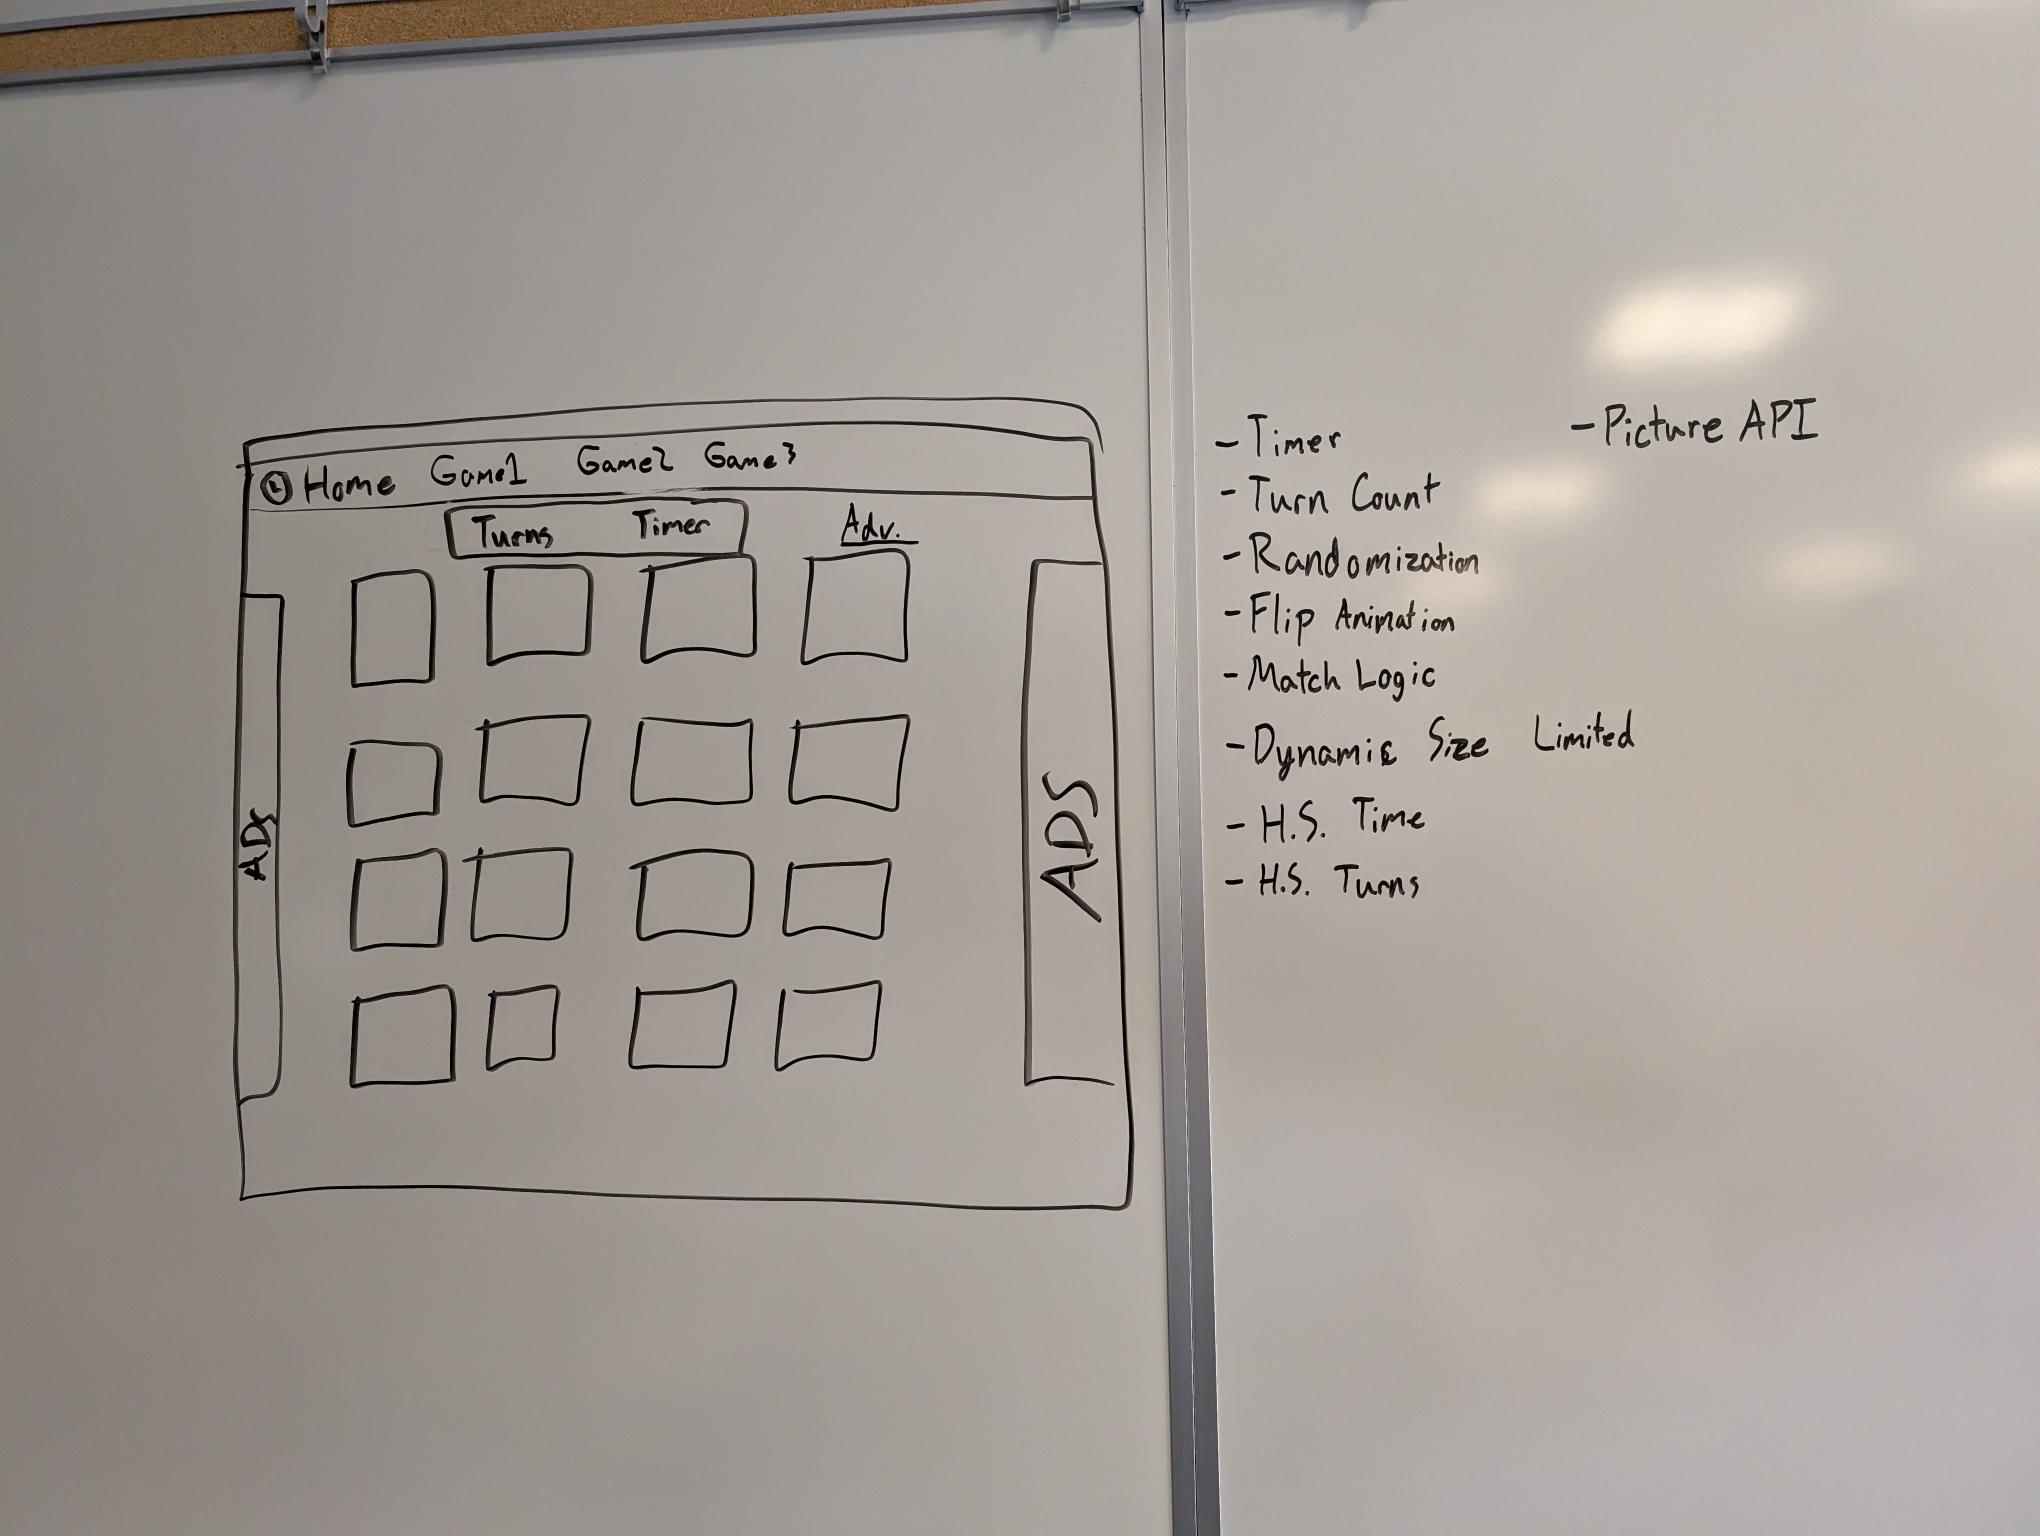 Home Game1 Game2 Game3
Turns Timer Adv.
ADS
ADS
- Timer
- Turn Count
- Randomization
- Flip Animation
- Match Logic
- Dynamic Size Limited
- H.S. Time
- H.S. Turns
- Picture API